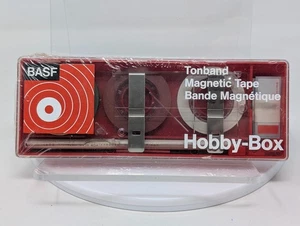 BASF
Tonband
Magnetic Tape
Bande Magnétique
Hobby-Box